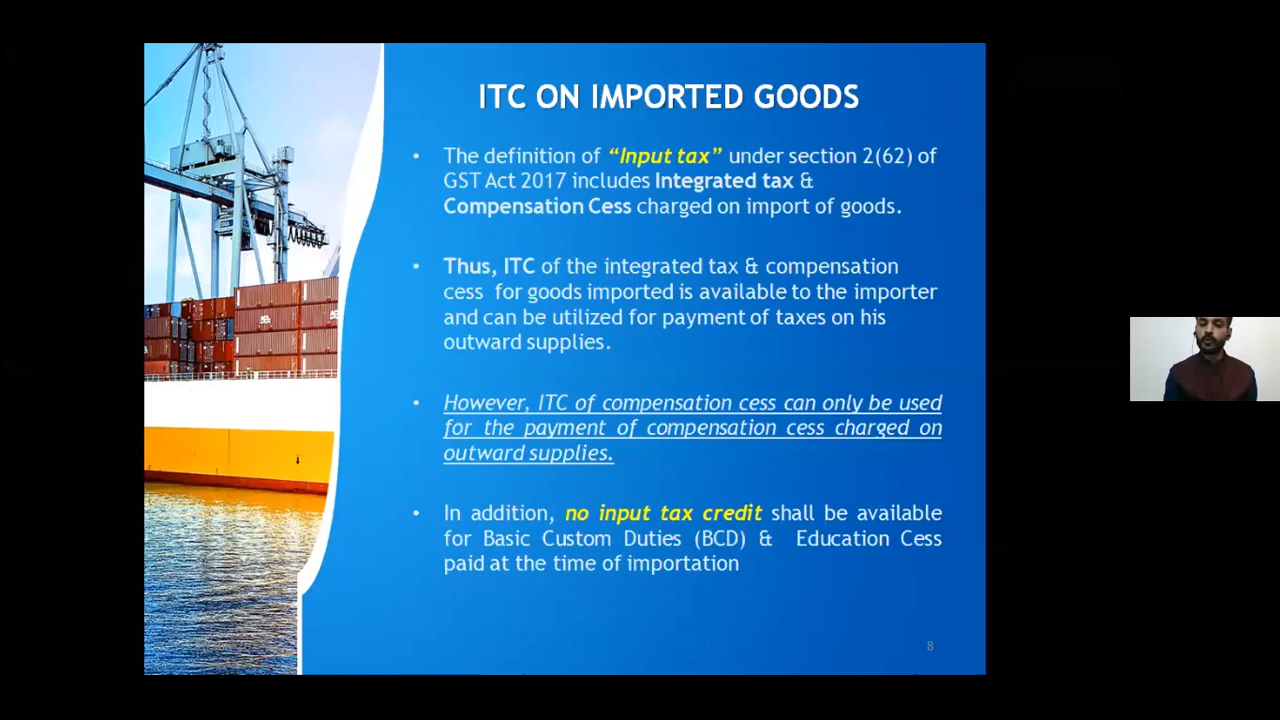 ITC ON IMPORTED GOODS
• The definition of “Input tax” under section 2(62) of
GST Act 2017 includes Integrated tax &
Compensation Cess charged on import of goods.
• Thus, ITC of the integrated tax & compensation
cess for goods imported is available to the importer
and can be utilized for payment of taxes on his
outward supplies.
• However, ITC of compensation cess can only be used
for the payment of compensation cess charged on
outward supplies.
• In addition, no input tax credit shall be available
for Basic Custom Duties (BCD) & Education Cess
paid at the time of importation
8